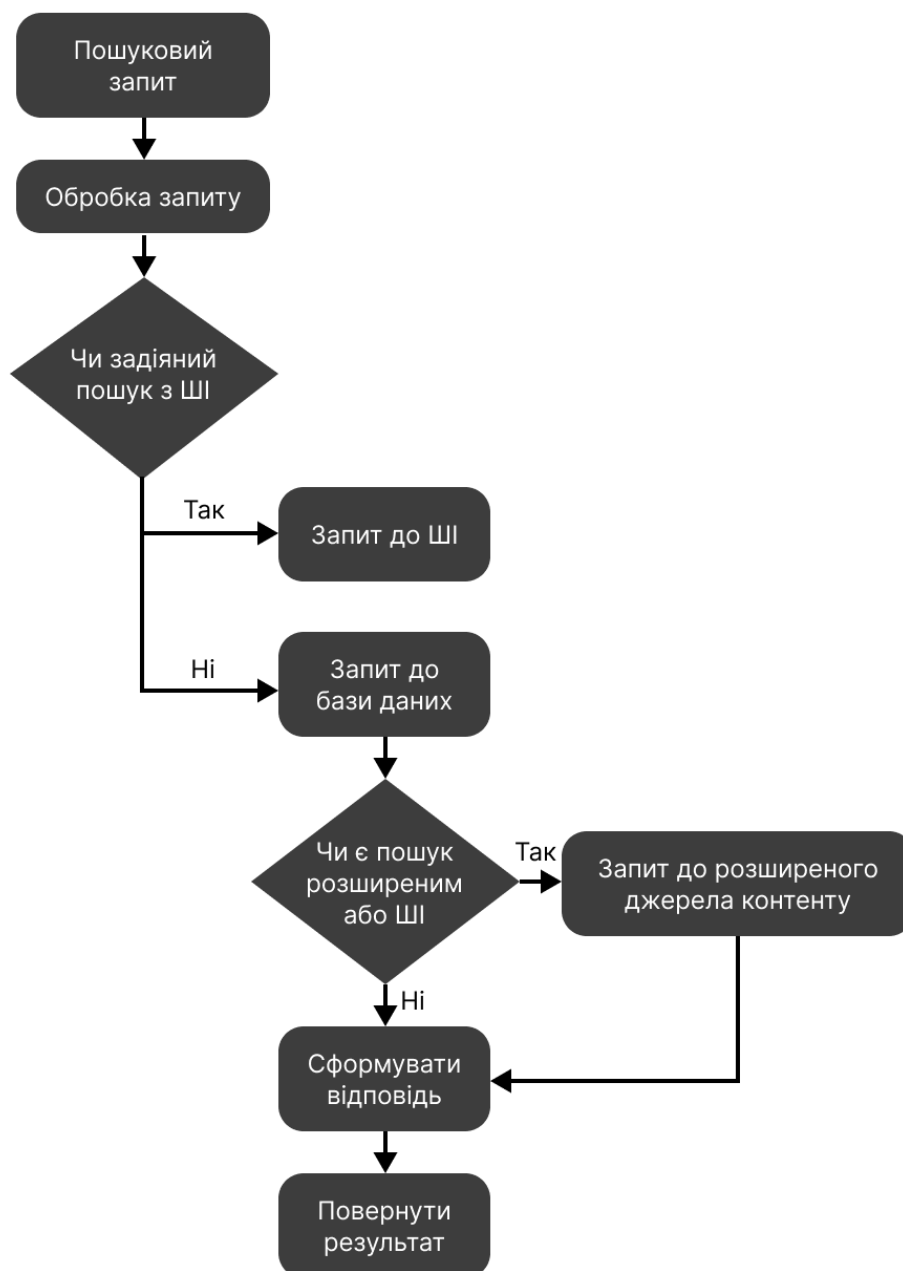 Пошуковий
запит
Обробка запиту
Чи задіяний
пошук з ШІ
Так
Запит до ШІ
Ні
Запит до
бази даних
Чи є пошук
розширеним
або ШІ
Так
Запит до розширеного
джерела контенту
Ні
Сформувати
відповідь
Повернути
результат